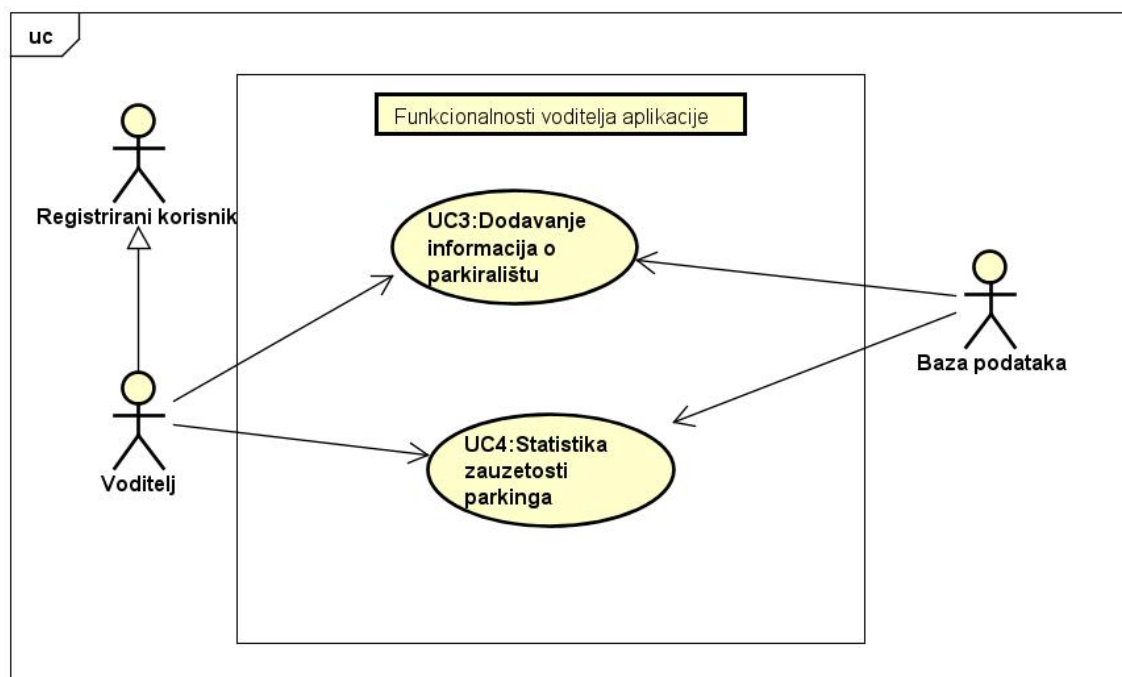 uc
Funkcionalnosti voditelja aplikacije
Registrirani korisnik
UC3:Dodavanje
informacija o
parkiralištu
Baza podataka
UC4:Statistika
zauzetosti
parkinga
Voditelj